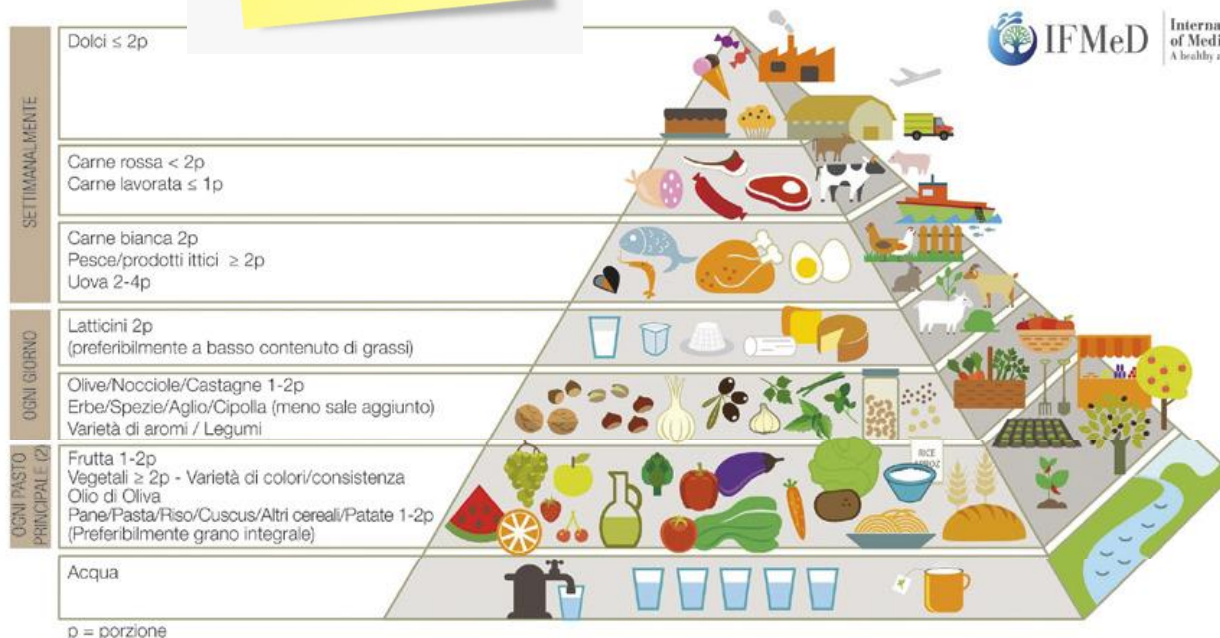 Dolci ≤ 2p
IFMeD
of Medi
A healthy a
SETTIMANALMENTE
Carne rossa < 2p
Carne lavorata ≤ 1p
Carne bianca 2p
Pesce/prodotti ittici ≥ 2p
Uova 2-4p
OGNI GIORNO
Latticini 2p
(preferibilmente a basso contenuto di grassi)
Olive/Nocciole/Castagne 1-2p
Erbe/Spezie/Aglio/Cipolla (meno sale aggiunto)
Varietà di aromi / Legumi
OGNI PASTO
PRINCIPALE (2)
Frutta 1-2p
Vegetali ≥ 2p - Varietà di colori/consistenza
Olio di Oliva
Pane/Pasta/Riso/Cuscus/Altri cereali/Patate 1-2p
(Preferibilmente grano integrale)
RICE
Acqua
p = porzione